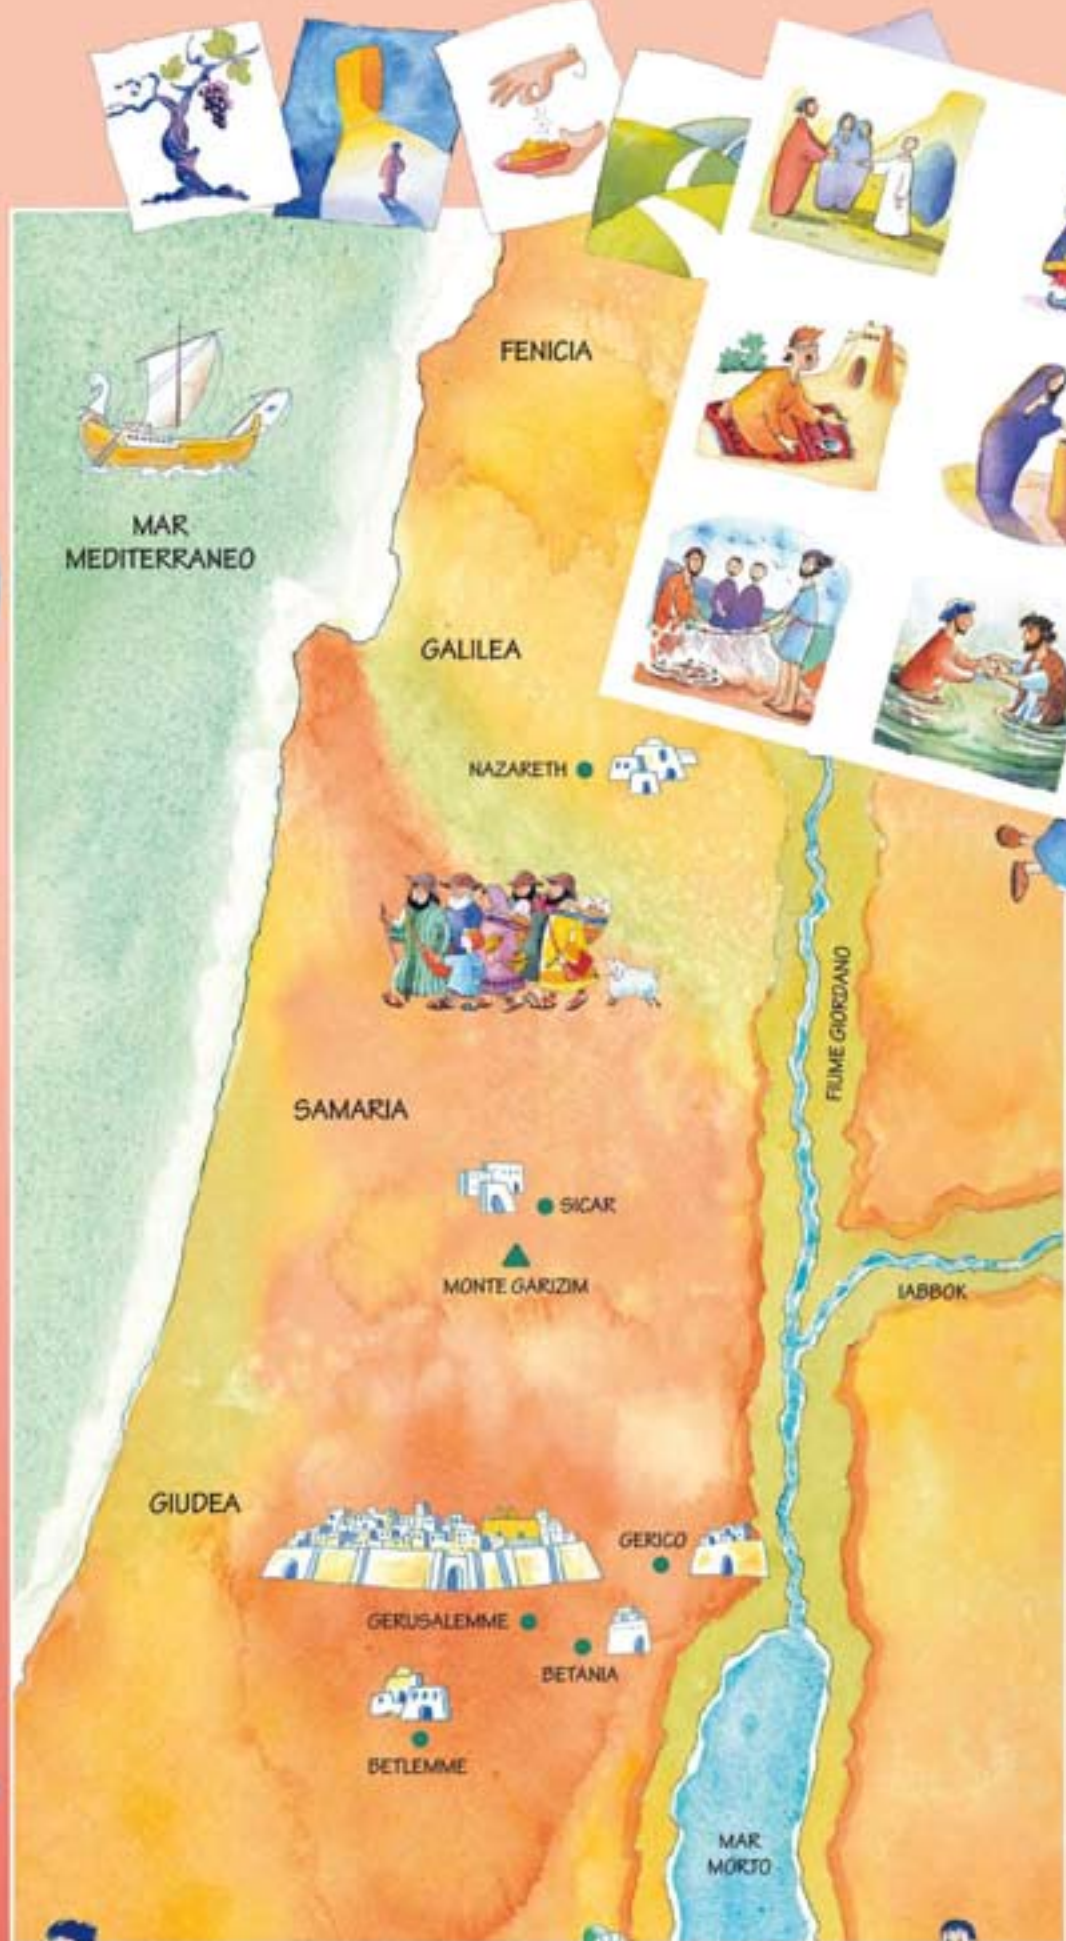 FENICIA
MAR
MEDITERRANEO
GALILEA
NAZARETH
FIUME GIORDANO
SAMARIA
SICAR
MONTE GARIZIM
IABBOK
GIUDEA
GERICO
GERUSALEMME
BETANIA
BETLEMME
MAR
MORTO